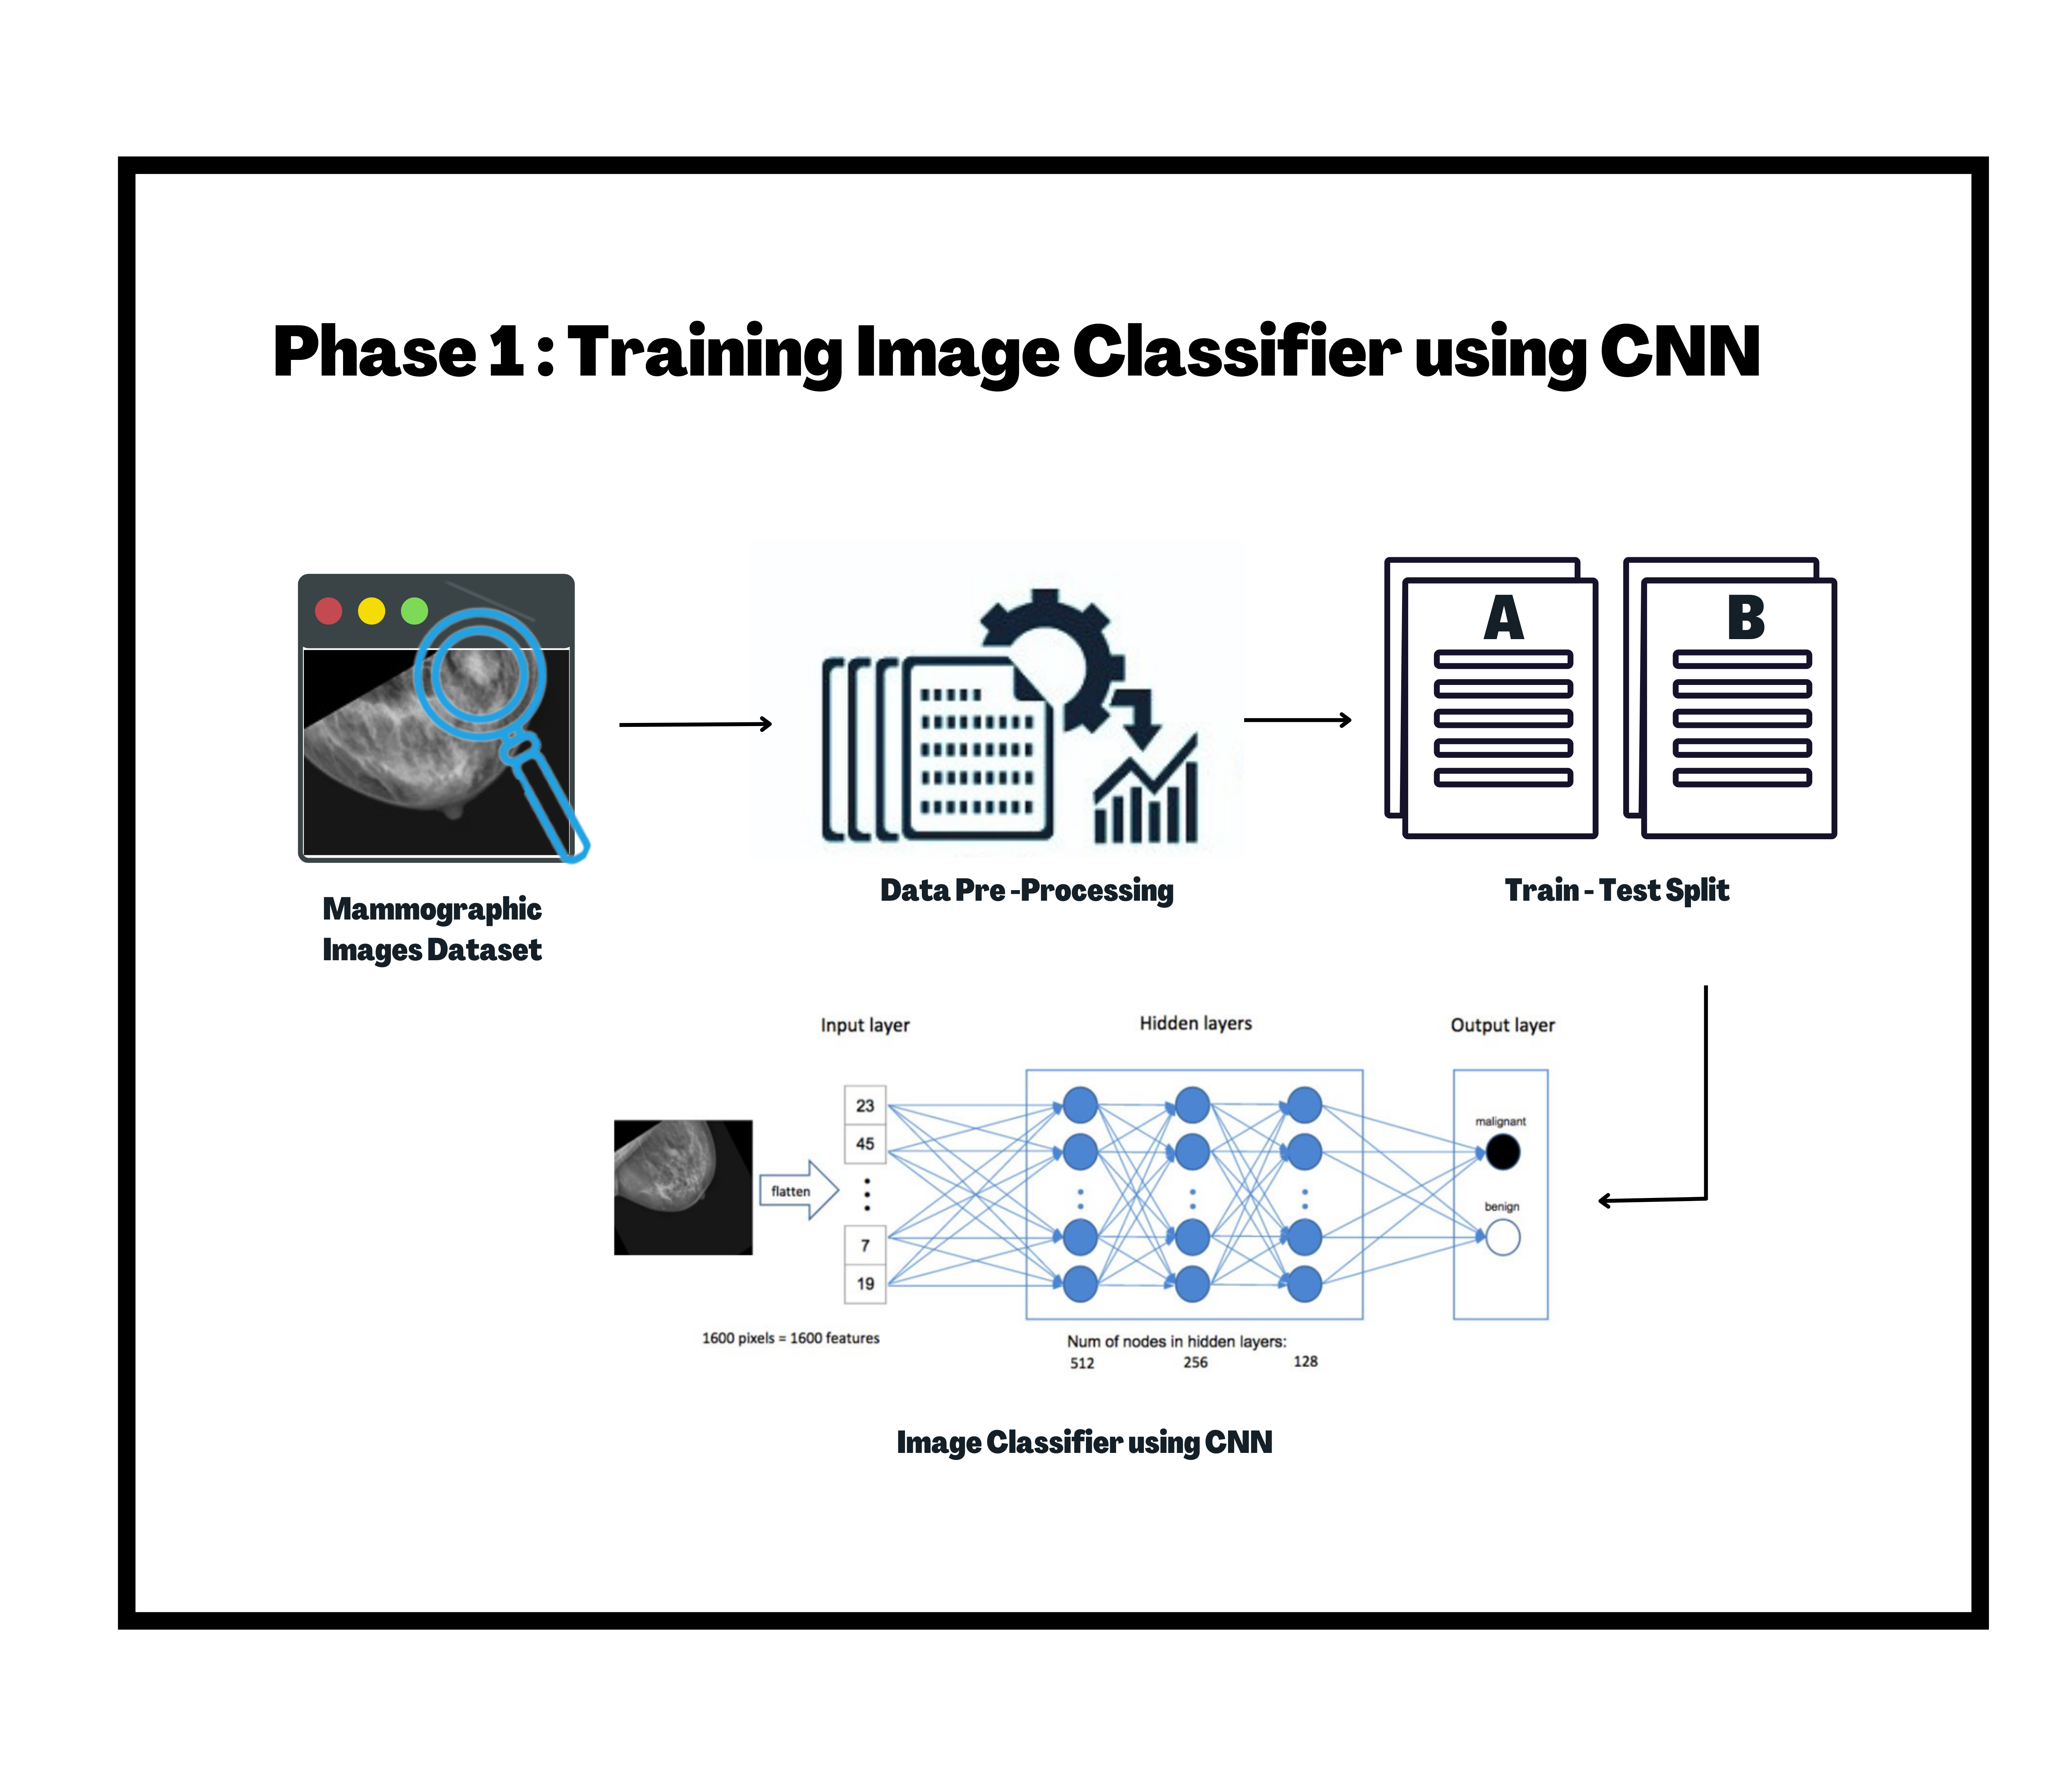 Phase 1 : Training Image Classifier using CNN
A
B
Mammographic
Images Dataset
Data Pre -Processing
Train - Test Split
Input layer
Hidden layers
Output layer
23
45
7
19
flatten
malignant
benign
1600 pixels = 1600 features
Num of nodes in hidden layers:
512
256
128
Image Classifier using CNN